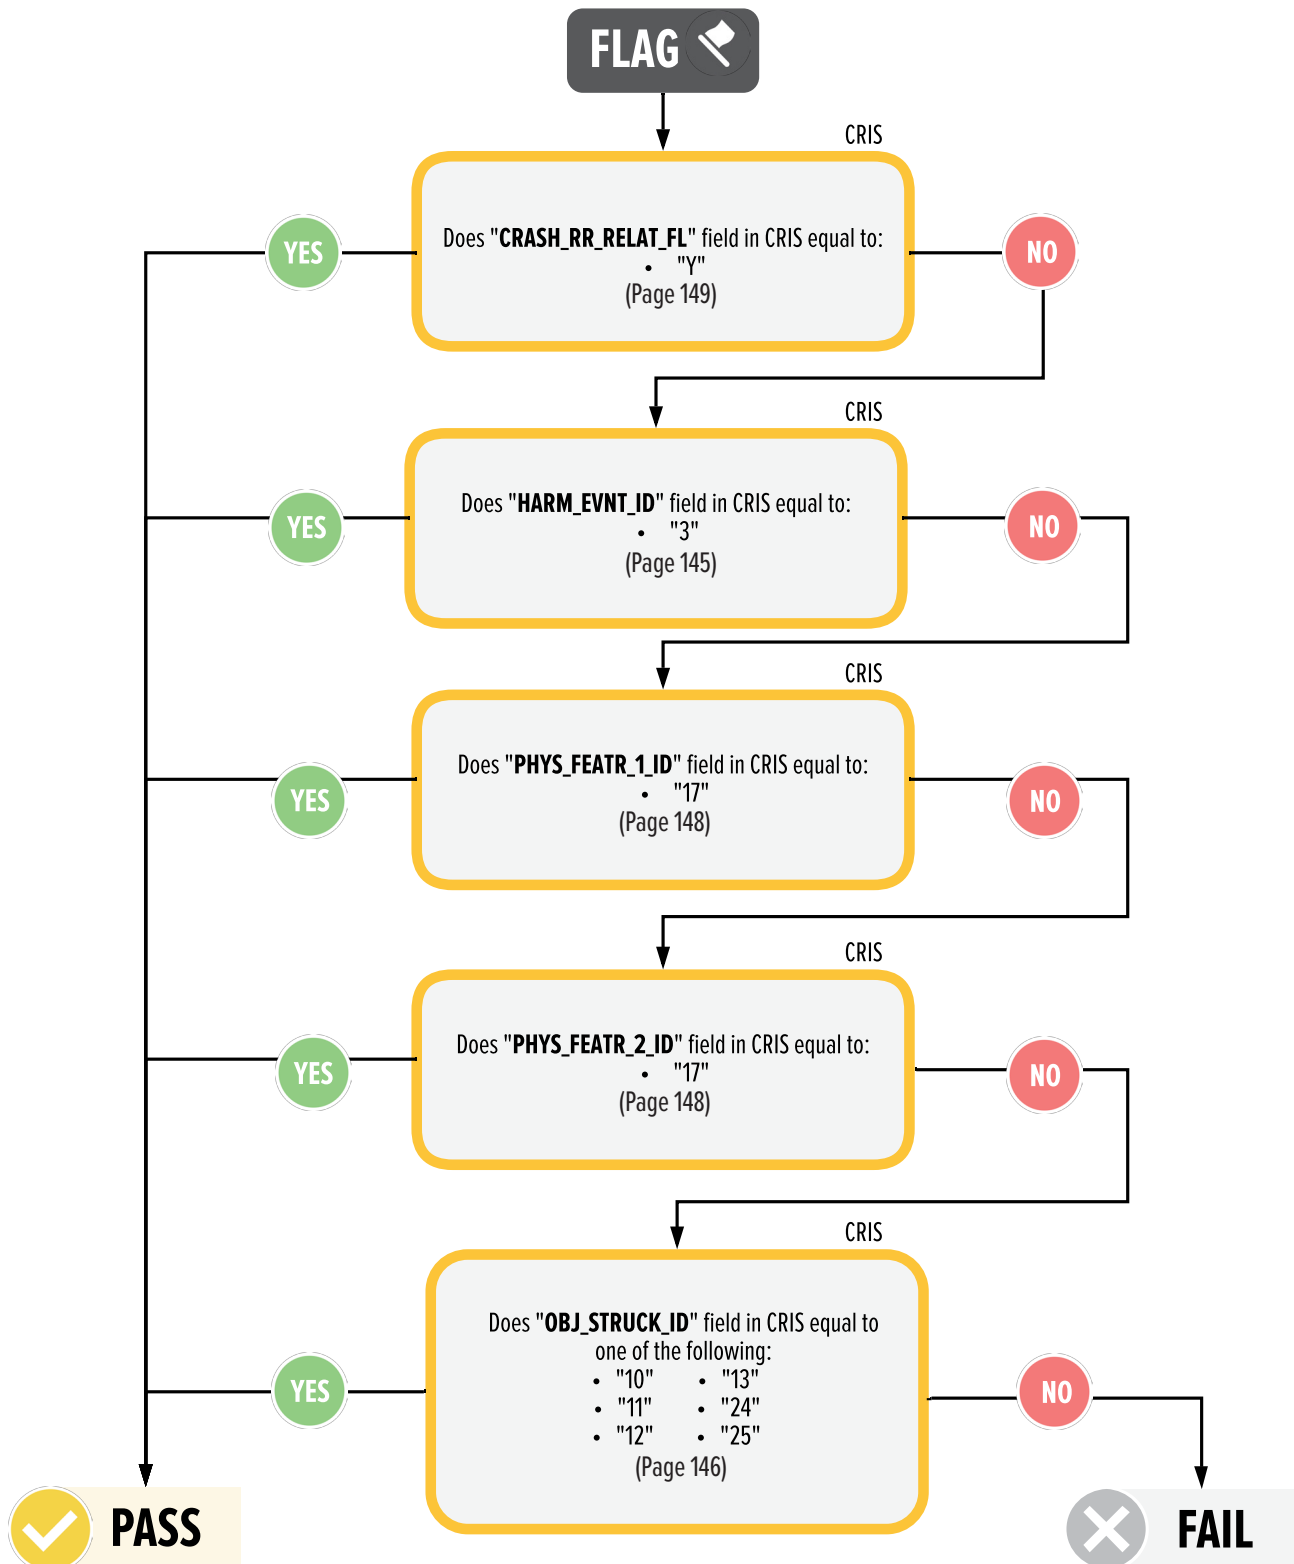 FLAG
CRIS
Does "CRASH_RR_RELAT_FL" field in CRIS equal to:
• "Y"
(Page 149)
YES
NO
CRIS
Does "HARM_EVNT_ID" field in CRIS equal to:
• "3"
(Page 145)
YES
NO
CRIS
Does "PHYS_FEATR_1_ID" field in CRIS equal to:
• "17"
(Page 148)
YES
NO
CRIS
Does "PHYS_FEATR_2_ID" field in CRIS equal to:
• "17"
(Page 148)
YES
NO
CRIS
Does "OBJ_STRUCK_ID" field in CRIS equal to
one of the following:
• "10" • "13"
• "11" • "24"
• "12" • "25"
(Page 146)
YES
NO
PASS
FAIL